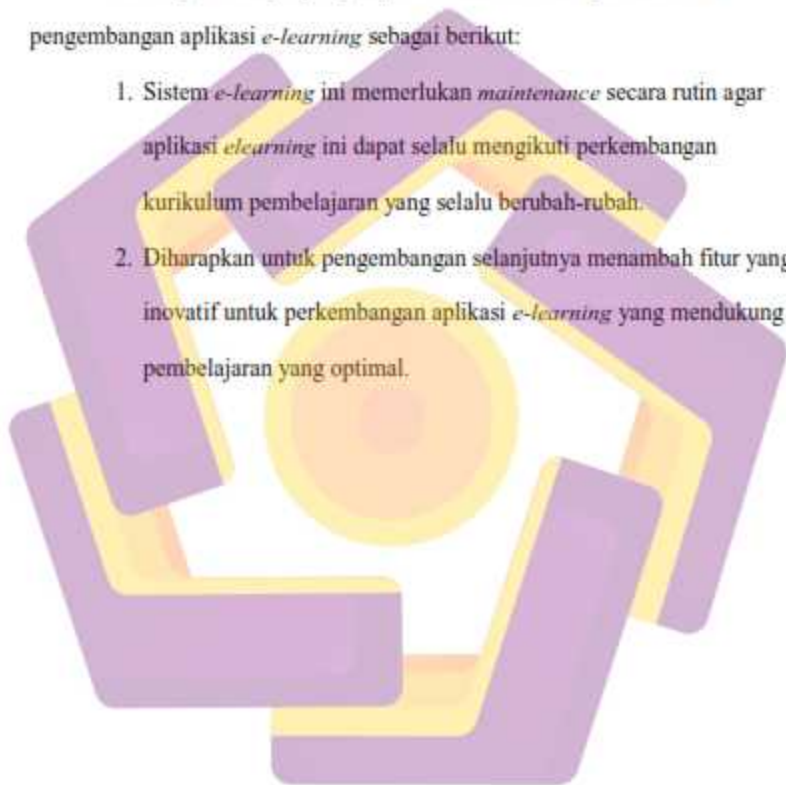 pengembangan aplikasi e-learning sebagai berikut:
1. Sistem e-learning ini memerlukan maintenance secara rutin agar
aplikasi elearning ini dapat selalu mengikuti perkembangan
kurikulum pembelajaran yang selalu berubah-rubah.
2. Diharapkan untuk pengembangan selanjutnya menambah fitur yang
inovatif untuk perkembangan aplikasi e-learning yang mendukung
pembelajaran yang optimal.